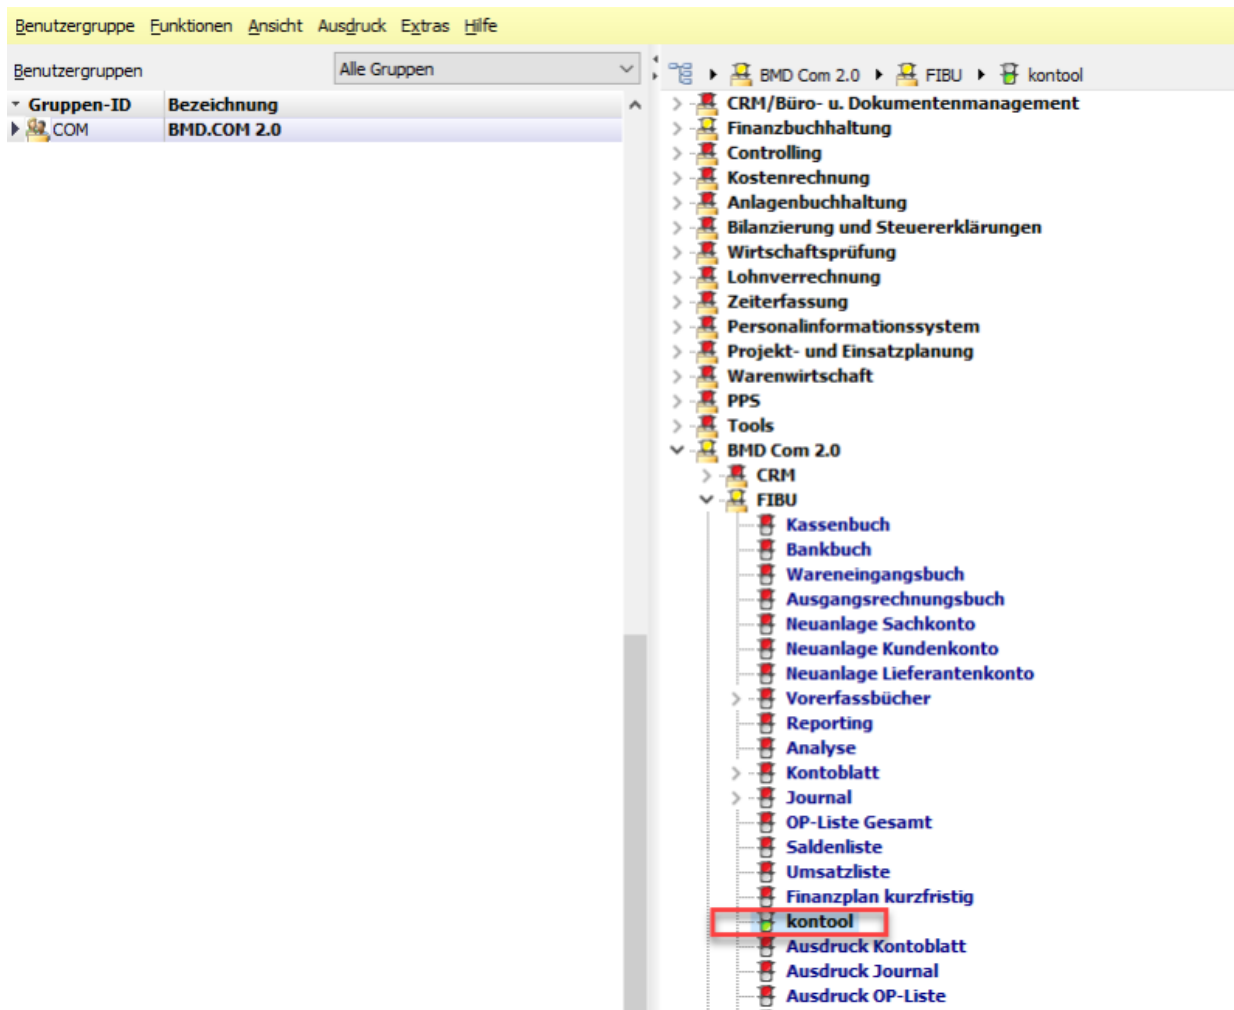 Benutzergruppe Funktionen Ansicht Ausdruck Extras Hilfe
Benutzergruppen Alle Gruppen
Gruppen-ID Bezeichnung
COM BMD.COM 2.0
BMD Com 2.0 FIBU kontool
CRM/Büro- u. Dokumentenmanagement
Finanzbuchhaltung
Controlling
Kostenrechnung
Anlagenbuchhaltung
Bilanzierung und Steuererklärungen
Wirtschaftsprüfung
Lohnverrechnung
Zeiterfassung
Personalinformationssystem
Projekt- und Einsatzplanung
Warenwirtschaft
PPS
Tools
BMD Com 2.0
CRM
FIBU
Kassenbuch
Bankbuch
Wareneingangsbuch
Ausgangsrechnungsbuch
Neuanlage Sachkonto
Neuanlage Kundenkonto
Neuanlage Lieferantenkonto
Vorerfassbücher
Reporting
Analyse
Kontoblatt
Journal
OP-Liste Gesamt
Saldenliste
Umsatzliste
Finanzplan kurzfristig
kontool
Ausdruck Kontoblatt
Ausdruck Journal
Ausdruck OP-Liste